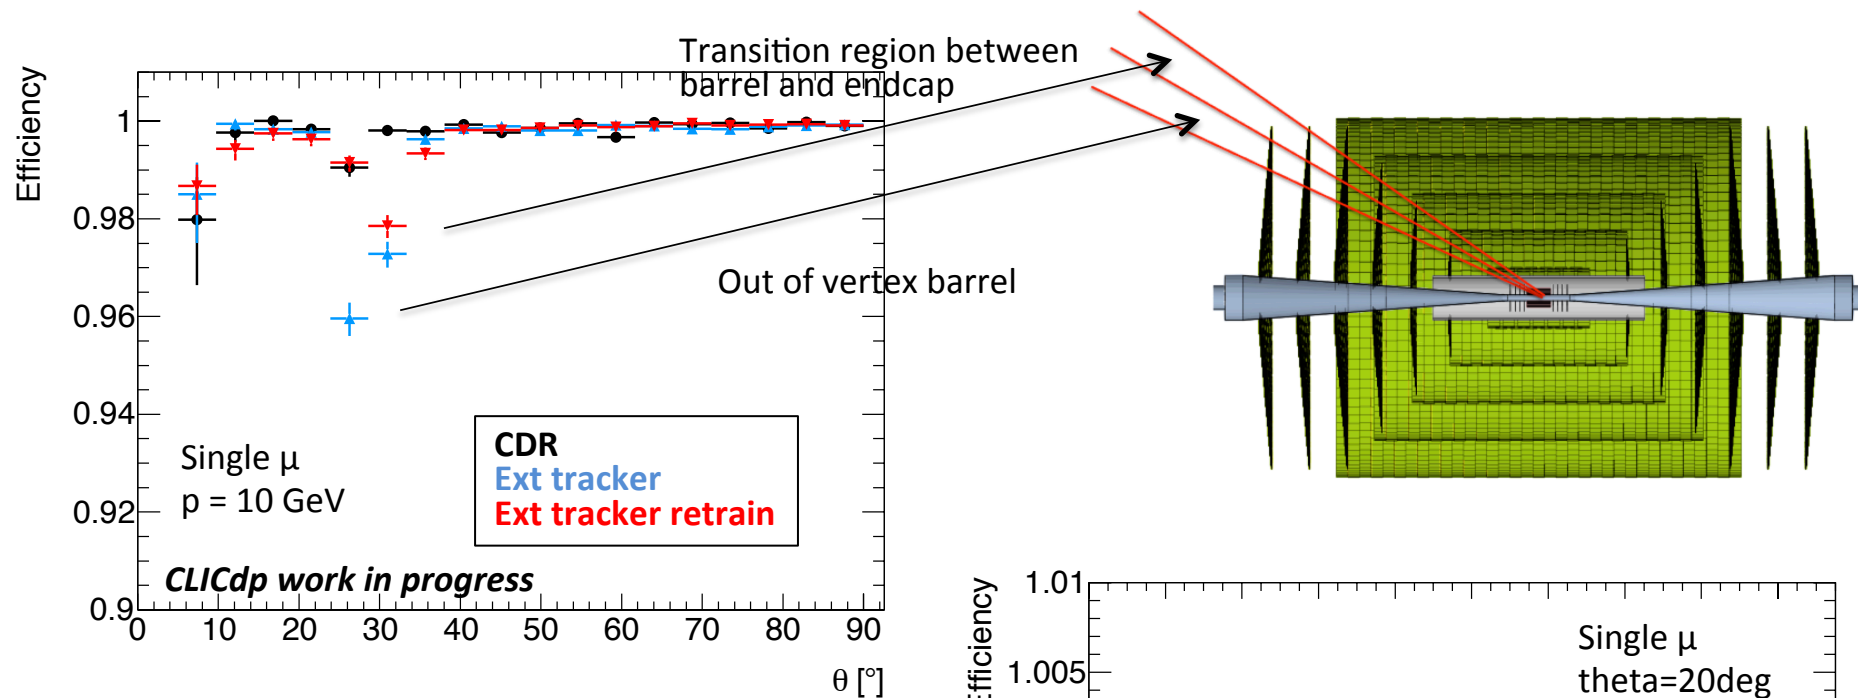 Transition region between
barrel and endcap
Efficiency
1
0.98
0.96
0.94
0.92
0.9
Out of vertex barrel
CDR
Ext tracker
Ext tracker retrain
Single μ
p = 10 GeV
CLICdp work in progress
0 10 20 30 40 50 60 70 80 90
θ [°]
Efficiency
1.01
1.005
Single μ
theta=20deg